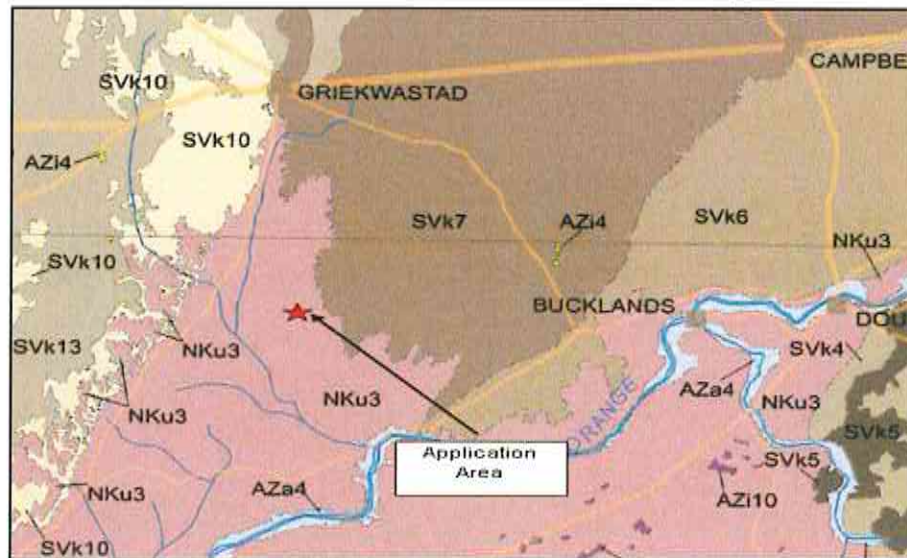 SVk10
CAMPBE
GRIEKWASTAD
SVk10
AZi4
SVk7
AZi4
SVk6
NKu3
SVk10
BUCKLANDS
DOU
SVk13
NKu3
SVk4
AZa4
NKu3
NKu3
NKu3
ORANGE
SVk5
Application
Area
SVk5
NKu3
AZa4
AZi10
SVk10